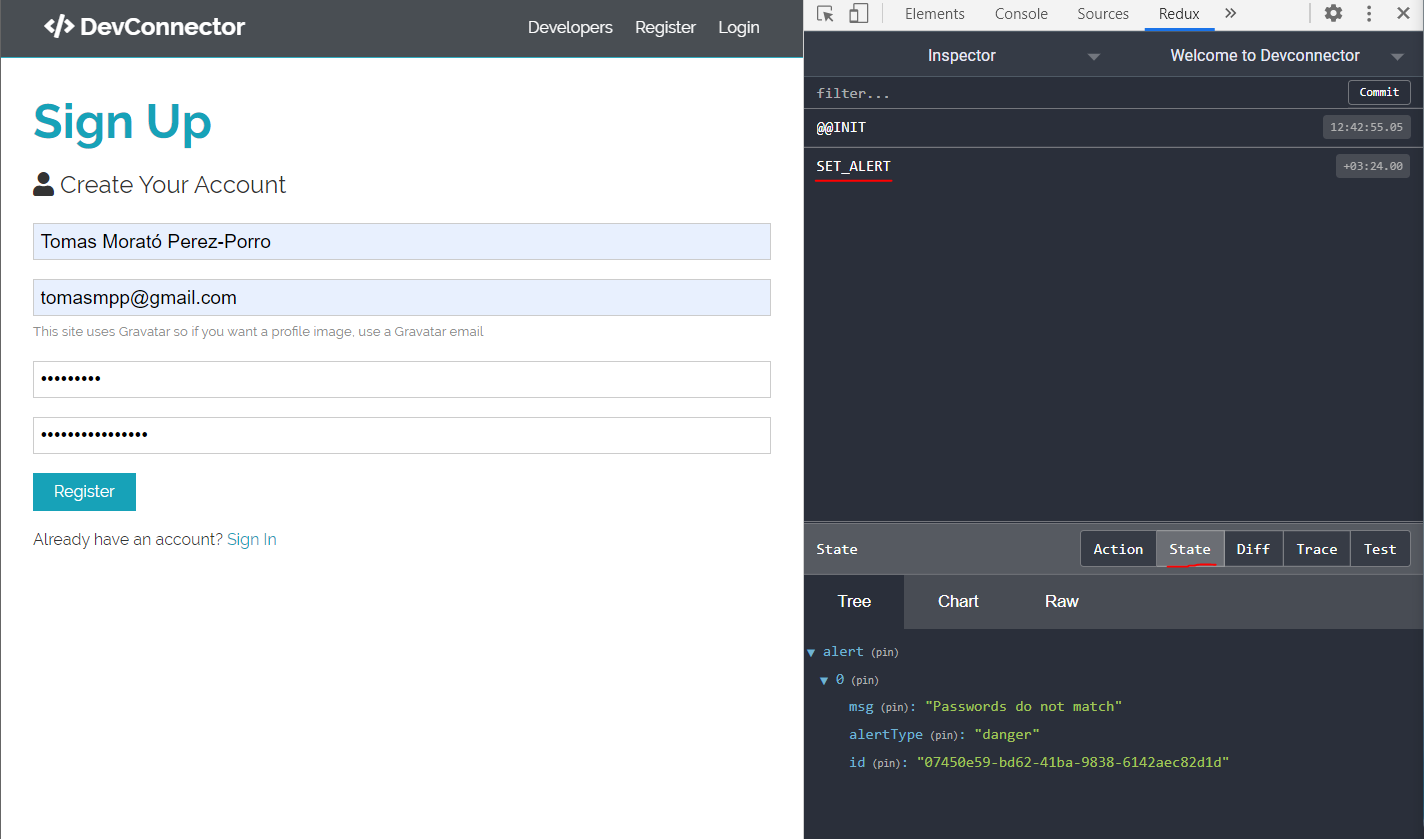 </> DevConnector
Developers Register Login
Sign Up
Create Your Account
Tomas Morató Perez-Porro
tomasmpp@gmail.com
This site uses Gravatar so if you want a profile image, use a Gravatar email
•••••••••
••••••••••••••••
Register
Already have an account? Sign In
Elements Console Sources Redux »
Inspector Welcome to Devconnector
filter... Commit
@@INIT 12:42:55.05
SET_ALERT +03:24.00
State Action State Diff Trace Test
Tree Chart Raw
alert (pin)
0 (pin)
msg (pin): "Passwords do not match"
alertType (pin): "danger"
id (pin): "07450e59-bd62-41ba-9838-6142aec82d1d"